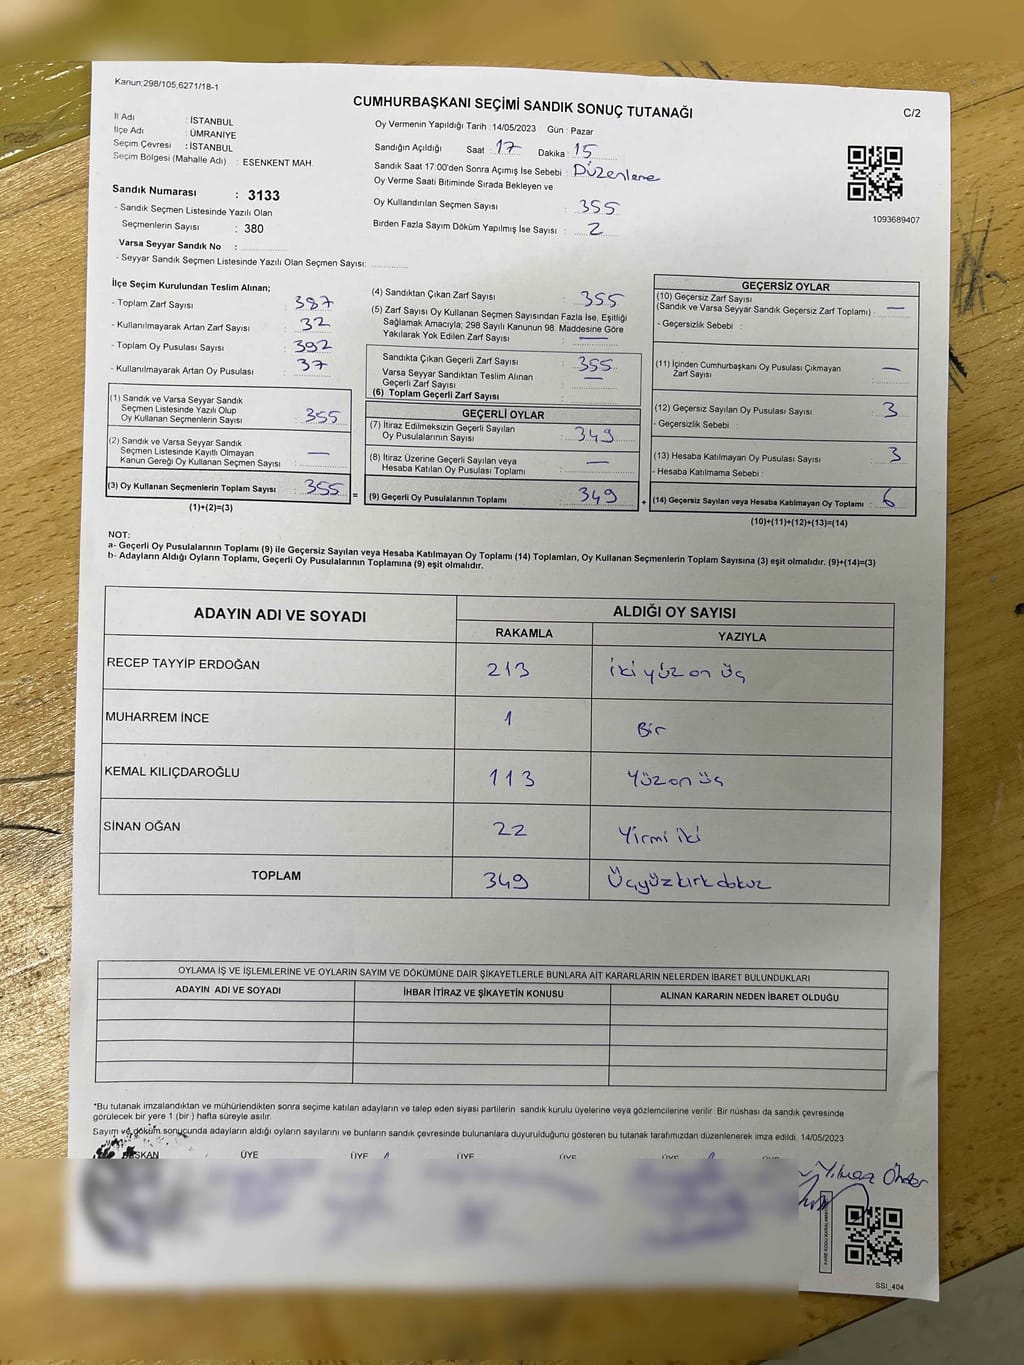 Kanun;298/105,6271/18-1
CUMHURBAŞKANI SEÇİMİ SANDIK SONUÇ TUTANAĞI
C/2
İl Adı : İSTANBUL
İlçe Adı : ÜMRANİYE
Seçim Çevresi : İSTANBUL
Seçim Bölgesi (Mahalle Adı) : ESENKENT MAH.
Sandık Numarası : 3133
- Sandık Seçmen Listesinde Yazılı Olan
Seçmenlerin Sayısı : 380
Varsa Seyyar Sandık No :
- Seyyar Sandık Seçmen Listesinde Yazılı Olan Seçmen Sayısı:
Oy Vermenin Yapıldığı Tarih :14/05/2023 Gün : Pazar
Sandığın Açıldığı Saat : 17 Dakika : 15
Sandık Saat 17:00'den Sonra Açımış İse Sebebi : Düzenleme
Oy Verme Saati Bitiminde Sırada Bekleyen ve
Oy Kullandırılan Seçmen Sayısı : 355
Birden Fazla Sayım Döküm Yapılmış İse Sayısı : 2
1093689407
İlçe Seçim Kurulundan Teslim Alınan;
- Toplam Zarf Sayısı : 387
- Kullanılmayarak Artan Zarf Sayısı : 32
- Toplam Oy Pusulası Sayısı : 392
- Kullanılmayarak Artan Oy Pusulası : 37
(1) Sandık ve Varsa Seyyar Sandık
Seçmen Listesinde Yazılı Olup
Oy Kullanan Seçmenlerin Sayısı : 355
(2) Sandık ve Varsa Seyyar Sandık
Seçmen Listesinde Kayıtlı Olmayan
Kanun Gereği Oy Kullanan Seçmen Sayısı : —
(3) Oy Kullanan Seçmenlerin Toplam Sayısı : 355
(1)+(2)=(3)
=
(4) Sandıktan Çıkan Zarf Sayısı : 355
(5) Zarf Sayısı Oy Kullanan Seçmen Sayısından Fazla İse, Eşitliği
Sağlamak Amacıyla; 298 Sayılı Kanunun 98. Maddesine Göre
Yakılarak Yok Edilen Zarf Sayısı : —
Sandıkta Çıkan Geçerli Zarf Sayısı : 355
Varsa Seyyar Sandıktan Teslim Alınan
Geçerli Zarf Sayısı : —
(6) Toplam Geçerli Zarf Sayısı :
GEÇERLİ OYLAR
(7) İtiraz Edilmeksizin Geçerli Sayılan
Oy Pusulalarının Sayısı : 349
(8) İtiraz Üzerine Geçerli Sayılan veya
Hesaba Katılan Oy Pusulası Toplamı : —
(9) Geçerli Oy Pusulalarının Toplamı : 349
+
GEÇERSİZ OYLAR
(10) Geçersiz Zarf Sayısı
(Sandık ve Varsa Seyyar Sandık Geçersiz Zarf Toplamı) : —
- Geçersizlik Sebebi :
(11) İçinden Cumhurbaşkanı Oy Pusulası Çıkmayan
Zarf Sayısı : —
(12) Geçersiz Sayılan Oy Pusulası Sayısı : 3
- Geçersizlik Sebebi :
(13) Hesaba Katılmayan Oy Pusulası Sayısı : 3
- Hesaba Katılmama Sebebi :
(14) Geçersiz Sayılan veya Hesaba Katılmayan Oy Toplamı : 6
(10)+(11)+(12)+(13)=(14)
NOT:
a- Geçerli Oy Pusulalarının Toplamı (9) ile Geçersiz Sayılan veya Hesaba Katılmayan Oy Toplamı (14) Toplamları, Oy Kullanan Seçmenlerin Toplam Sayısına (3) eşit olmalıdır. (9)+(14)=(3)
b- Adayların Aldığı Oyların Toplamı, Geçerli Oy Pusulalarının Toplamına (9) eşit olmalıdır.
ADAYIN ADI VE SOYADI
ALDIĞI OY SAYISI
RAKAMLA YAZIYLA
RECEP TAYYİP ERDOĞAN 213 iki yüz on üç
MUHARREM İNCE 1 Bir
KEMAL KILIÇDAROĞLU 113 Yüz on üç
SİNAN OĞAN 22 Yirmi iki
TOPLAM 349 Üçyüzkırkdokuz
OYLAMA İŞ VE İŞLEMLERİNE VE OYLARIN SAYIM VE DÖKÜMÜNE DAİR ŞİKAYETLERLE BUNLARA AİT KARARLARIN NELERDEN İBARET BULUNDUKLARI
ADAYIN ADI VE SOYADI İHBAR İTİRAZ VE ŞİKAYETİN KONUSU ALINAN KARARIN NEDEN İBARET OLDUĞU
*Bu tutanak imzalandıktan ve mühürlendikten sonra seçime katılan adayların ve talep eden siyasi partilerin sandık kurulu üyelerine veya gözlemcilerine verilir. Bir nüshası da sandık çevresinde
görülecek bir yere 1 (bir ) hafta süreyle asılır.
Sayım ve döküm sonucunda adayların aldığı oyların sayılarını ve bunların sandık çevresinde bulunanlara duyurulduğunu gösteren bu tutanak tarafımızdan düzenlenerek imza edildi. 14/05/2023
BAŞKAN ÜYE ÜYE ÜYE ÜYE ÜYE ÜYE
Yılmaz Önder
SSI_404